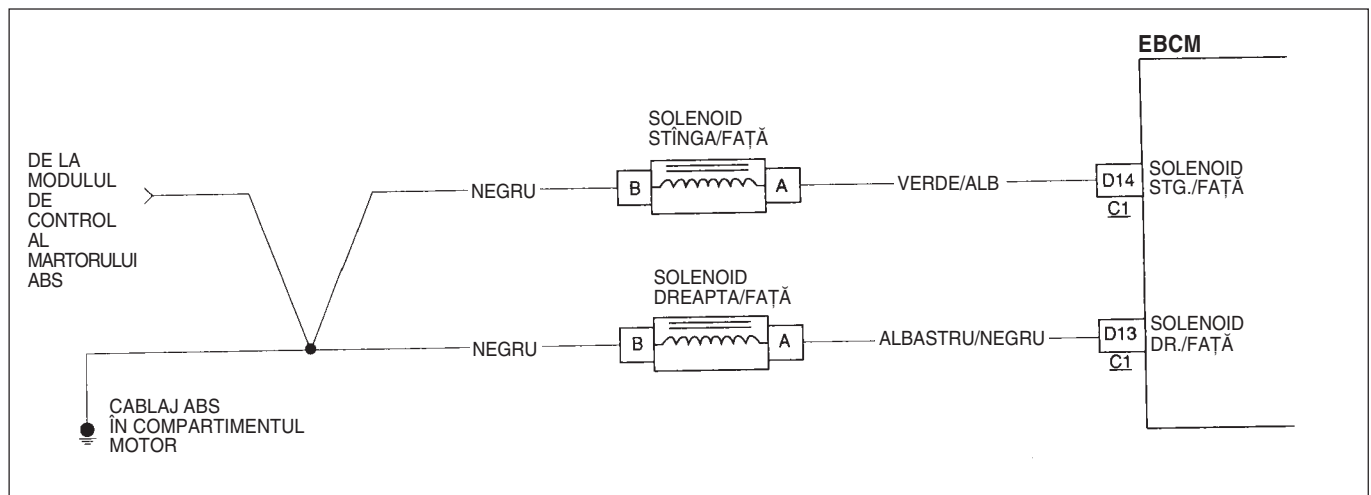 EBCM
SOLENOID
STÎNGA/FAȚĂ
DE LA
MODULUL
DE
CONTROL
AL
MARTORULUI
ABS
NEGRU
B
A
VERDE/ALB
D14
C1
SOLENOID
STG./FAȚĂ
SOLENOID
DREAPTA/FAȚĂ
NEGRU
B
A
ALBASTRU/NEGRU
D13
C1
SOLENOID
DR./FAȚĂ
CABLAJ ABS
ÎN COMPARTIMENTUL
MOTOR